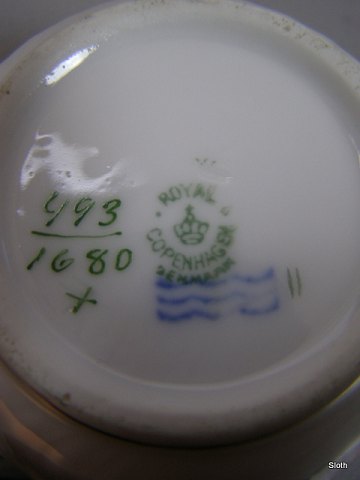 493
1680
ROYAL
COPENHAGEN
DENMARK
Sloth